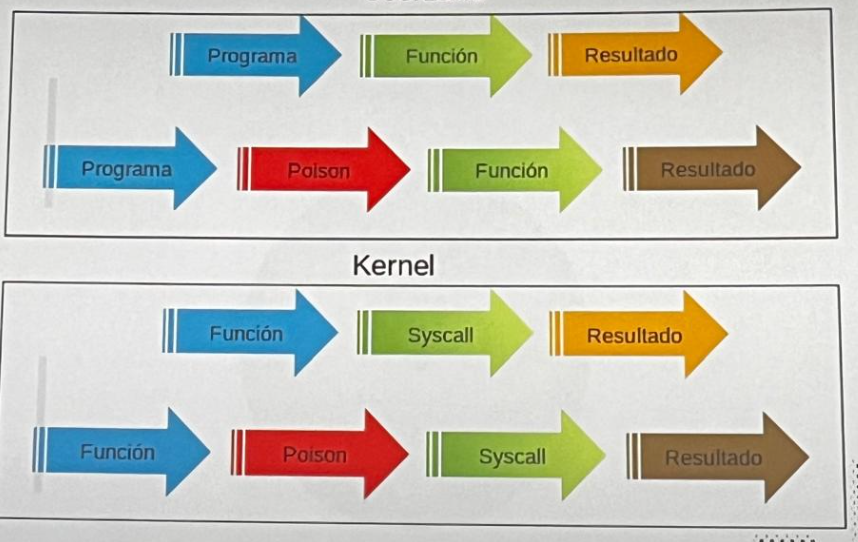 Programa Función Resultado
Programa Poison Función Resultado
Kernel
Función Syscall Resultado
Función Poison Syscall Resultado